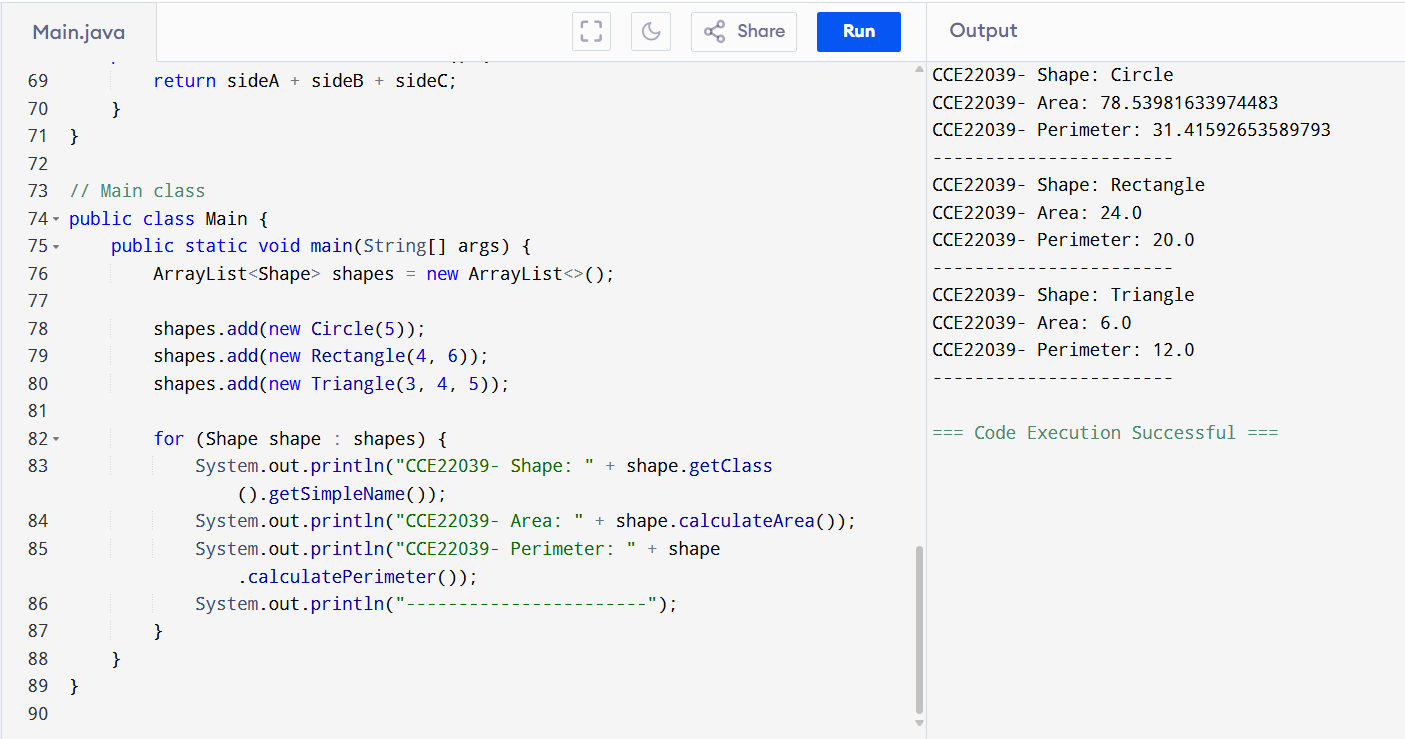 Main.java
Share
Run
69 return sideA + sideB + sideC;
70 }
71 }
72
73 // Main class
74 public class Main {
75 public static void main(String[] args) {
76 ArrayList<Shape> shapes = new ArrayList<>();
77
78 shapes.add(new Circle(5));
79 shapes.add(new Rectangle(4, 6));
80 shapes.add(new Triangle(3, 4, 5));
81
82 for (Shape shape : shapes) {
83 System.out.println("CCE22039- Shape: " + shape.getClass
().getSimpleName());
84 System.out.println("CCE22039- Area: " + shape.calculateArea());
85 System.out.println("CCE22039- Perimeter: " + shape
.calculatePerimeter());
86 System.out.println("-----------------------");
87 }
88 }
89 }
90
Output
CCE22039- Shape: Circle
CCE22039- Area: 78.53981633974483
CCE22039- Perimeter: 31.41592653589793
-----------------------
CCE22039- Shape: Rectangle
CCE22039- Area: 24.0
CCE22039- Perimeter: 20.0
-----------------------
CCE22039- Shape: Triangle
CCE22039- Area: 6.0
CCE22039- Perimeter: 12.0
-----------------------
=== Code Execution Successful ===